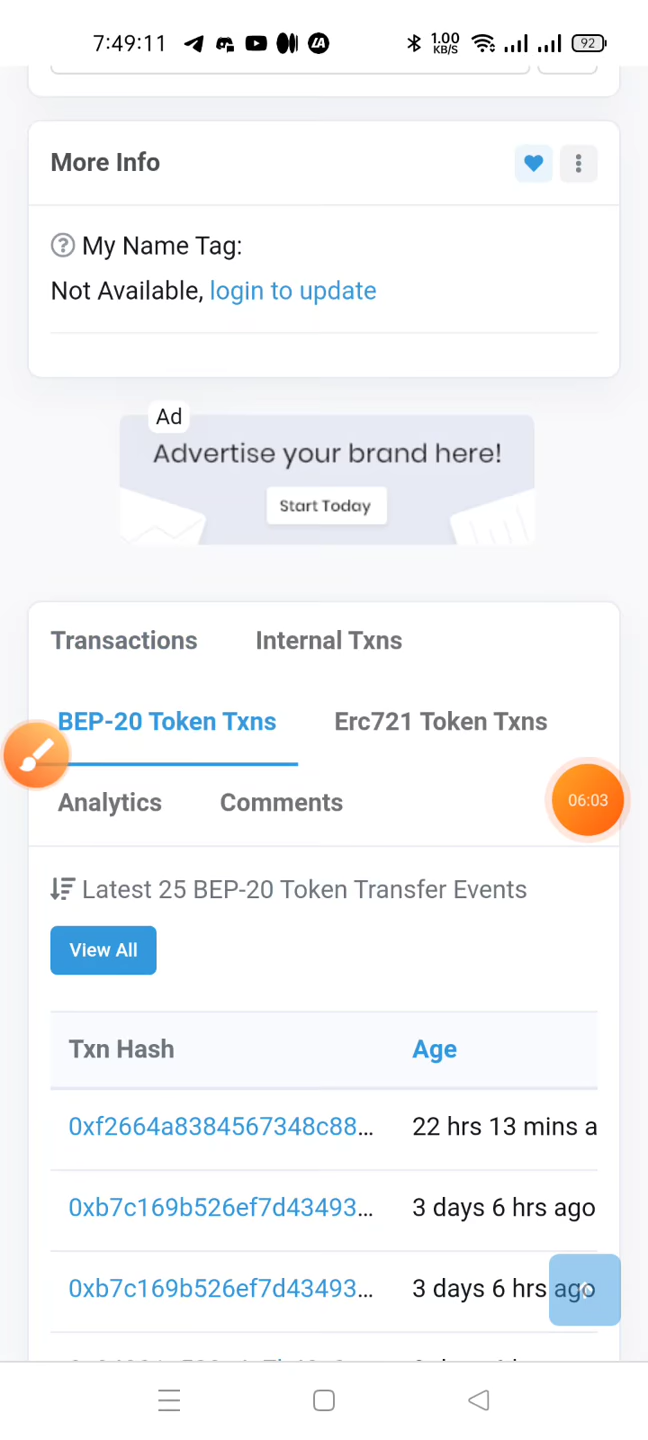 7:49:11
1.00
KB/S
92
More Info
My Name Tag:
Not Available, login to update
Ad
Advertise your brand here!
Start Today
Transactions Internal Txns
BEP-20 Token Txns Erc721 Token Txns
06:03
Analytics Comments
Latest 25 BEP-20 Token Transfer Events
View All
Txn Hash Age
0xf2664a8384567348c88... 22 hrs 13 mins a
0xb7c169b526ef7d43493... 3 days 6 hrs ago
0xb7c169b526ef7d43493... 3 days 6 hrs ago